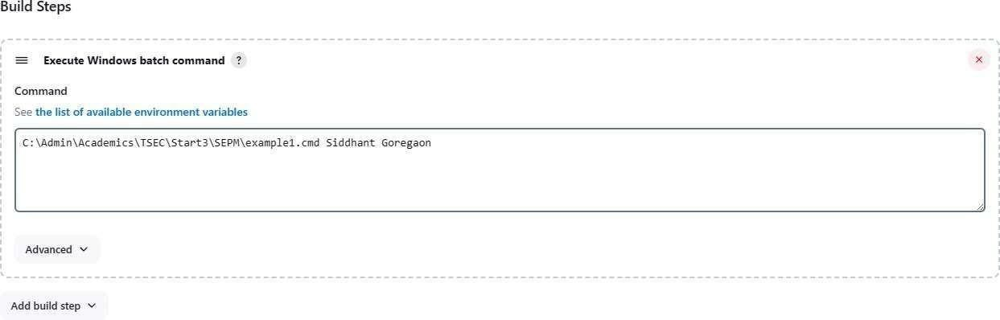 Build Steps
Execute Windows batch command ?
Command
See the list of available environment variables
C:\Admin\Academics\TSEC\Start3\SEPM\example1.cmd Siddhant Goregaon
Advanced
Add build step